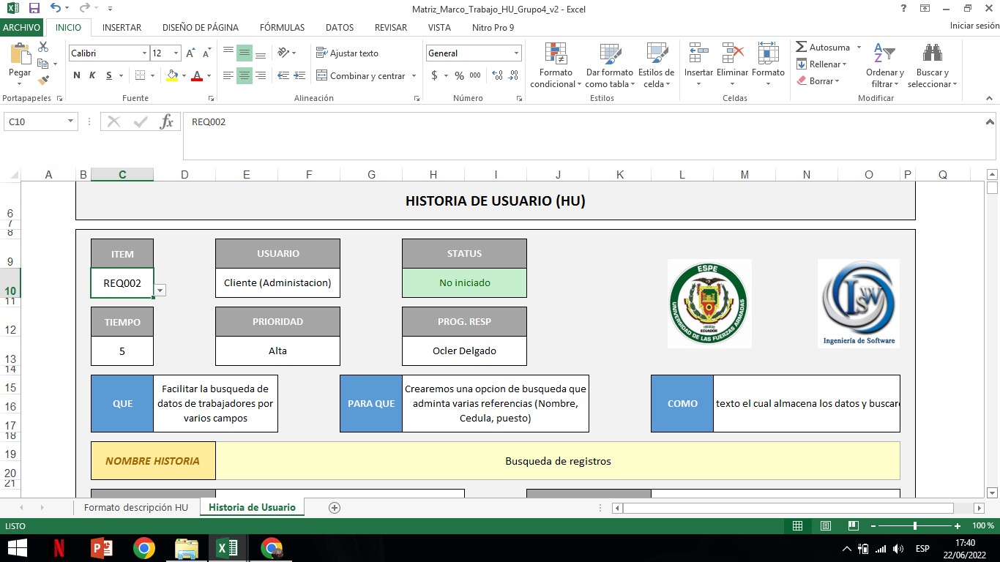 Matriz_Marco_Trabajo_HU_Grupo4_v2 - Excel
?
ARCHIVO INICIO INSERTAR DISEÑO DE PÁGINA FÓRMULAS DATOS REVISAR VISTA Nitro Pro 9 Iniciar sesión
Pegar
Calibri 12
N K S
Ajustar texto
Combinar y centrar
General
$ % 000
Formato condicional
Dar formato como tabla
Estilos de celda
Insertar Eliminar Formato
Autosuma
Rellenar
Borrar
Ordenar y filtrar
Buscar y seleccionar
Portapapeles Fuente Alineación Número Estilos Celdas Modificar
C10 fx REQ002
A B C D E F G H I J K L M N O P Q
6 HISTORIA DE USUARIO (HU)
7
8
9 ITEM USUARIO STATUS
10 REQ002 Cliente (Administacion) No iniciado
11
12 TIEMPO PRIORIDAD PROG. RESP
13 5 Alta Ocler Delgado
14
ESPE
UNIVERSIDAD DE LAS FUERZAS ARMADAS
ECUADOR
ISW
Ingeniería de Software
15
16
17
18
QUE
Facilitar la busqueda de
datos de trabajadores por
varios campos
PARA QUE
Crearemos una opcion de busqueda que
adminta varias referencias (Nombre,
Cedula, puesto)
COMO
texto el cual almacena los datos y buscare
19
20
21
NOMBRE HISTORIA Busqueda de registros
Formato descripción HU Historia de Usuario
LISTO 100 %
ESP
17:40
22/06/2022